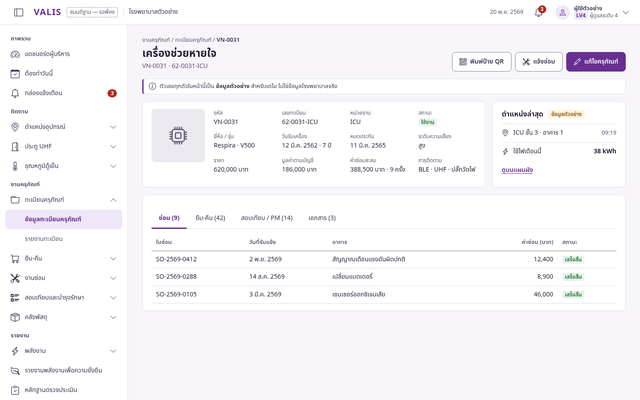 VALIS
สมมติฐาน — รอพี่คง
โรงพยาบาลตัวอย่าง
20 พ.ย. 2569
3
ผู้ใช้ตัวอย่าง
LV4 ผู้ดูแลระดับ 4
ภาพรวม
แดชบอร์ดผู้บริหาร
ต้องทำวันนี้
กล่องแจ้งเตือน
3
ติดตาม
ตำแหน่งอุปกรณ์
ประตู UHF
อุณหภูมิตู้เย็น
งานครุภัณฑ์
ทะเบียนครุภัณฑ์
ข้อมูลทะเบียนครุภัณฑ์
รายงานทะเบียน
ยืม-คืน
งานซ่อม
สอบเทียบและบำรุงรักษา
คลังพัสดุ
รายงาน
พลังงาน
รายงานพลังงานเพื่อความยั่งยืน
หลักฐานตรวจประเมิน
งานครุภัณฑ์ / ทะเบียนครุภัณฑ์ / VN-0031
เครื่องช่วยหายใจ
VN-0031 · 62-0031-ICU
พิมพ์ป้าย QR
แจ้งซ่อม
แก้ไขครุภัณฑ์
ตัวเลขทุกตัวในหน้านี้เป็น ข้อมูลตัวอย่าง สำหรับเดโม ไม่ใช่ข้อมูลโรงพยาบาลจริง
รหัส
VN-0031
เลขทะเบียน
62-0031-ICU
หน่วยงาน
ICU
สถานะ
ใช้งาน
ยี่ห้อ / รุ่น
Respira · V500
วันรับเครื่อง
12 มี.ค. 2562 · 7 ปี
หมดประกัน
11 มี.ค. 2565
ระดับความเสี่ยง
สูง
ราคา
620,000 บาท
มูลค่าตามบัญชี
186,000 บาท
ค่าซ่อมสะสม
388,500 บาท · 9 ครั้ง
การติดตาม
BLE · UHF · ปลั๊กวัดไฟ
ตำแหน่งล่าสุด
ข้อมูลตัวอย่าง
ICU ชั้น 3 · อาคาร 1
09:19
ใช้ไฟเดือนนี้
38 kWh
ดูบนแผนผัง
ซ่อม (9)
ยืม-คืน (42)
สอบเทียบ / PM (14)
เอกสาร (3)
ใบซ่อม
วันที่รับแจ้ง
อาการ
ค่าซ่อม (บาท)
สถานะ
SO-2569-0412
2 พ.ย. 2569
สัญญาณเตือนแรงดันผิดปกติ
12,400
เสร็จสิ้น
SO-2569-0288
14 ส.ค. 2569
เปลี่ยนแบตเตอรี่
8,900
เสร็จสิ้น
SO-2569-0105
3 มี.ค. 2569
เซนเซอร์ออกซิเจนเสีย
46,000
เสร็จสิ้น